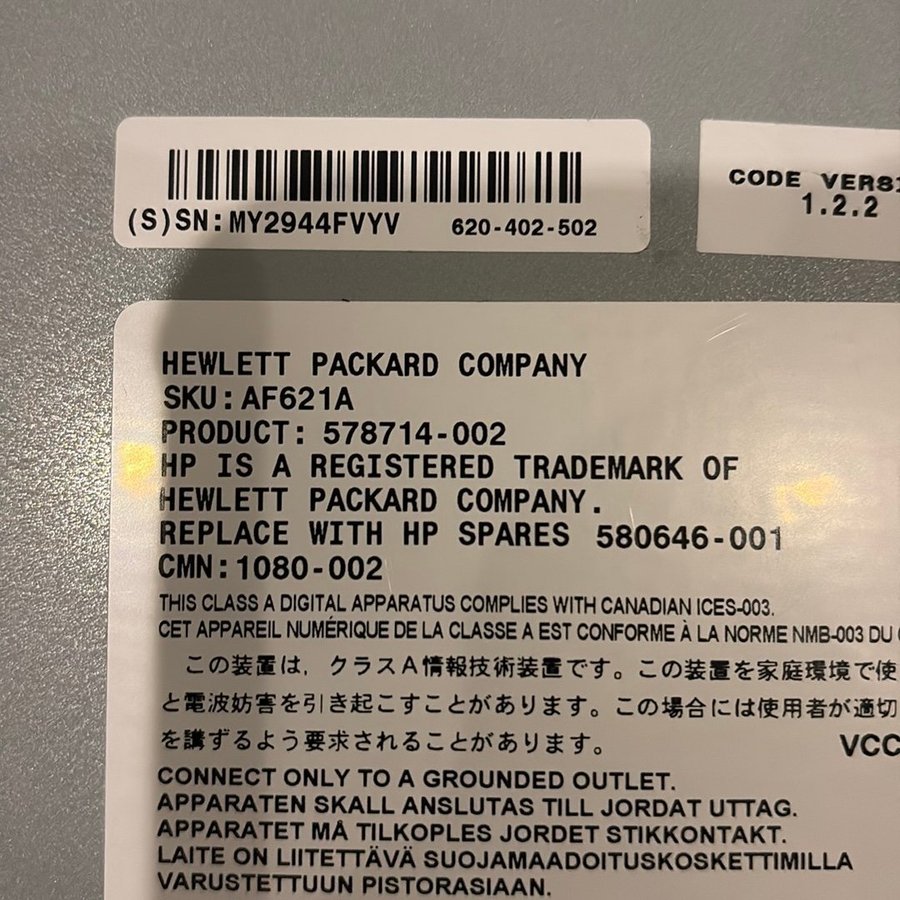 (S)SN:MY2944FVYV 620-402-502
CODE
1.2.2
HEWLETT PACKARD COMPANY
SKU:AF621A
PRODUCT: 578714-002
HP IS A REGISTERED TRADEMARK OF
HEWLETT PACKARD COMPANY.
REPLACE WITH HP SPARES 580646-001
CMN:1080-002
THIS CLASS A DIGITAL APPARATUS COMPLIES WITH CANADIAN ICES-003.
CET APPAREIL NUMÉRIQUE DE LA CLASSE A EST CONFORME À LA NORME NMB-003 DU
この装置は、クラスA情報技術装置です。この装置を家庭環境で使
と電波妨害を引き起こすことがあります。この場合には使用者が適切
を講ずるよう要求されることがあります。
VCC
CONNECT ONLY TO A GROUNDED OUTLET.
APPARATEN SKALL ANSLUTAS TILL JORDAT UTTAG.
APPARATET MÅ TILKOPLES JORDET STIKKONTAKT.
LAITE ON LIITETTÄVÄ SUOJAMAADOITUSKOSKETTIMILLA
VARUSTETTUUN PISTORASIAAN.